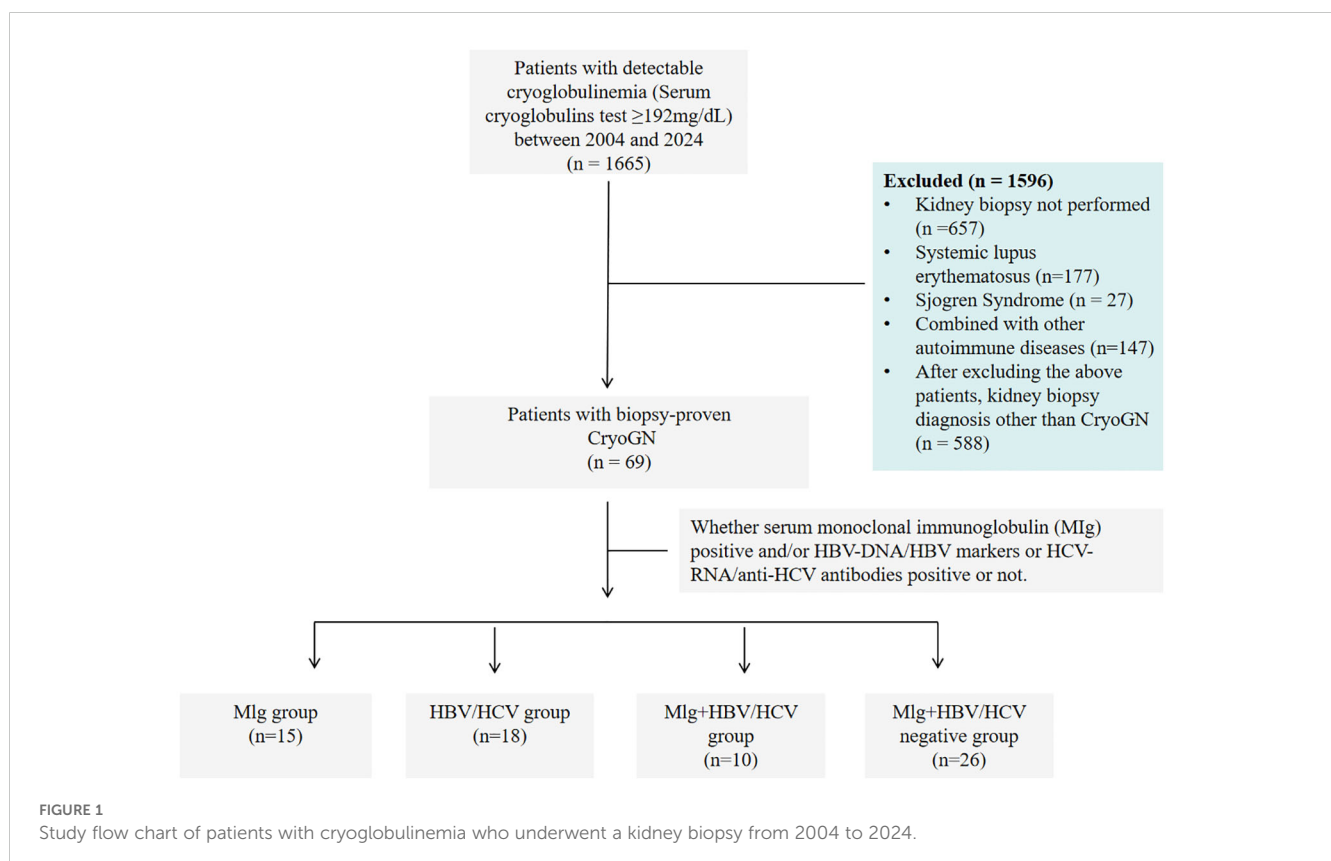 Patients with detectable
cryoglobulinemia (Serum
cryoglobulins test ≥192mg/dL)
between 2004 and 2024
(n = 1665)
Excluded (n = 1596)
• Kidney biopsy not performed
(n =657)
• Systemic lupus
erythematosus (n=177)
• Sjogren Syndrome (n = 27)
• Combined with other
autoimmune diseases (n=147)
• After excluding the above
patients, kidney biopsy
diagnosis other than CryoGN
(n = 588)
Patients with biopsy-proven
CryoGN
(n = 69)
Whether serum monoclonal immunoglobulin (MIg)
positive and/or HBV-DNA/HBV markers or HCV-
RNA/anti-HCV antibodies positive or not.
MIg group
(n=15)
HBV/HCV group
(n=18)
MIg+HBV/HCV
group
(n=10)
MIg+HBV/HCV
negative group
(n=26)
FIGURE 1
Study flow chart of patients with cryoglobulinemia who underwent a kidney biopsy from 2004 to 2024.